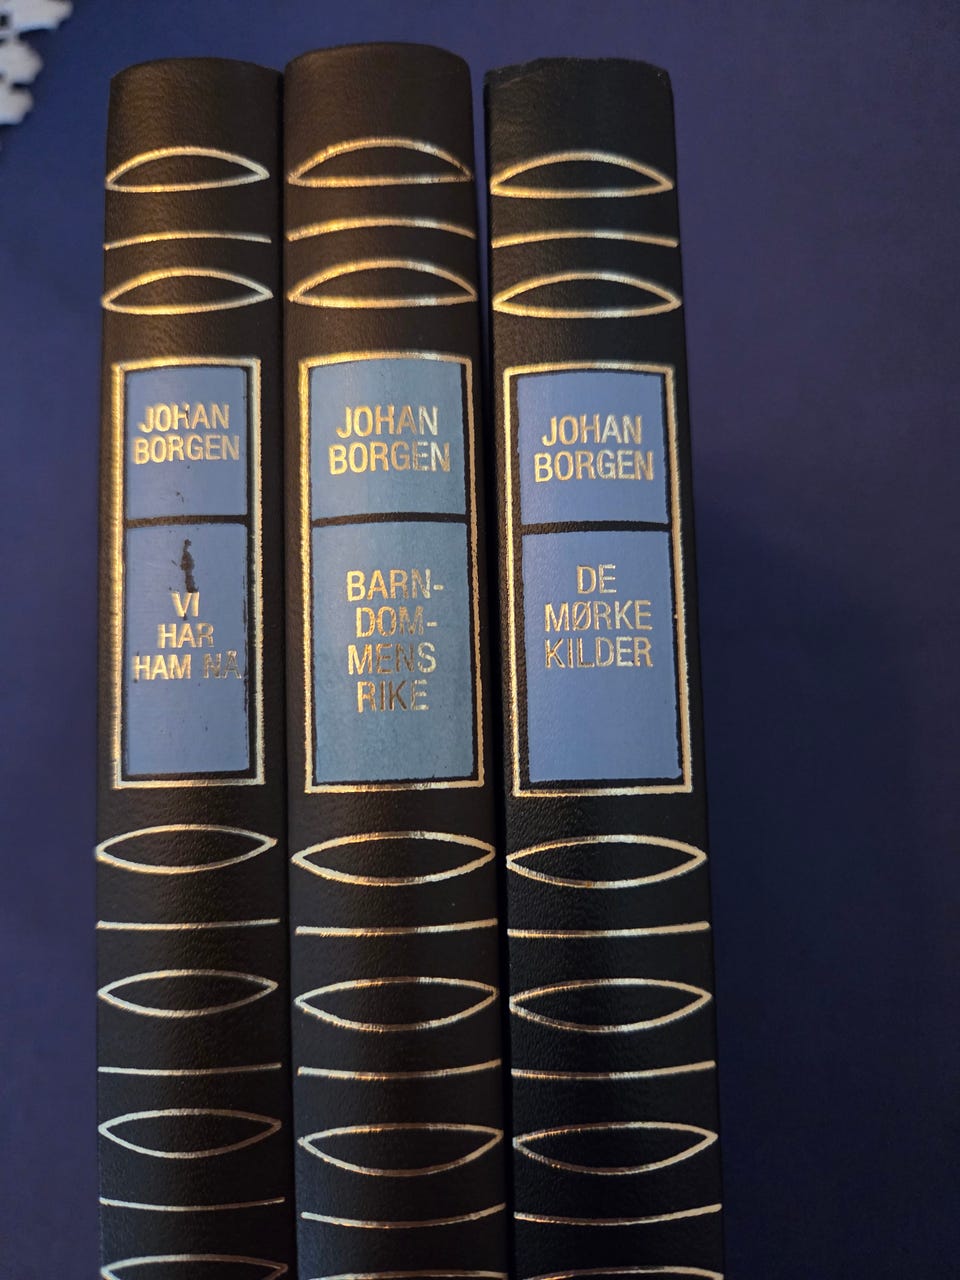 JOHAN
BORGEN
VI
HAR
HAM NÅ
JOHAN
BORGEN
BARN-
DOM-
MENS
RIKE
JOHAN
BORGEN
DE
MØRKE
KILDER